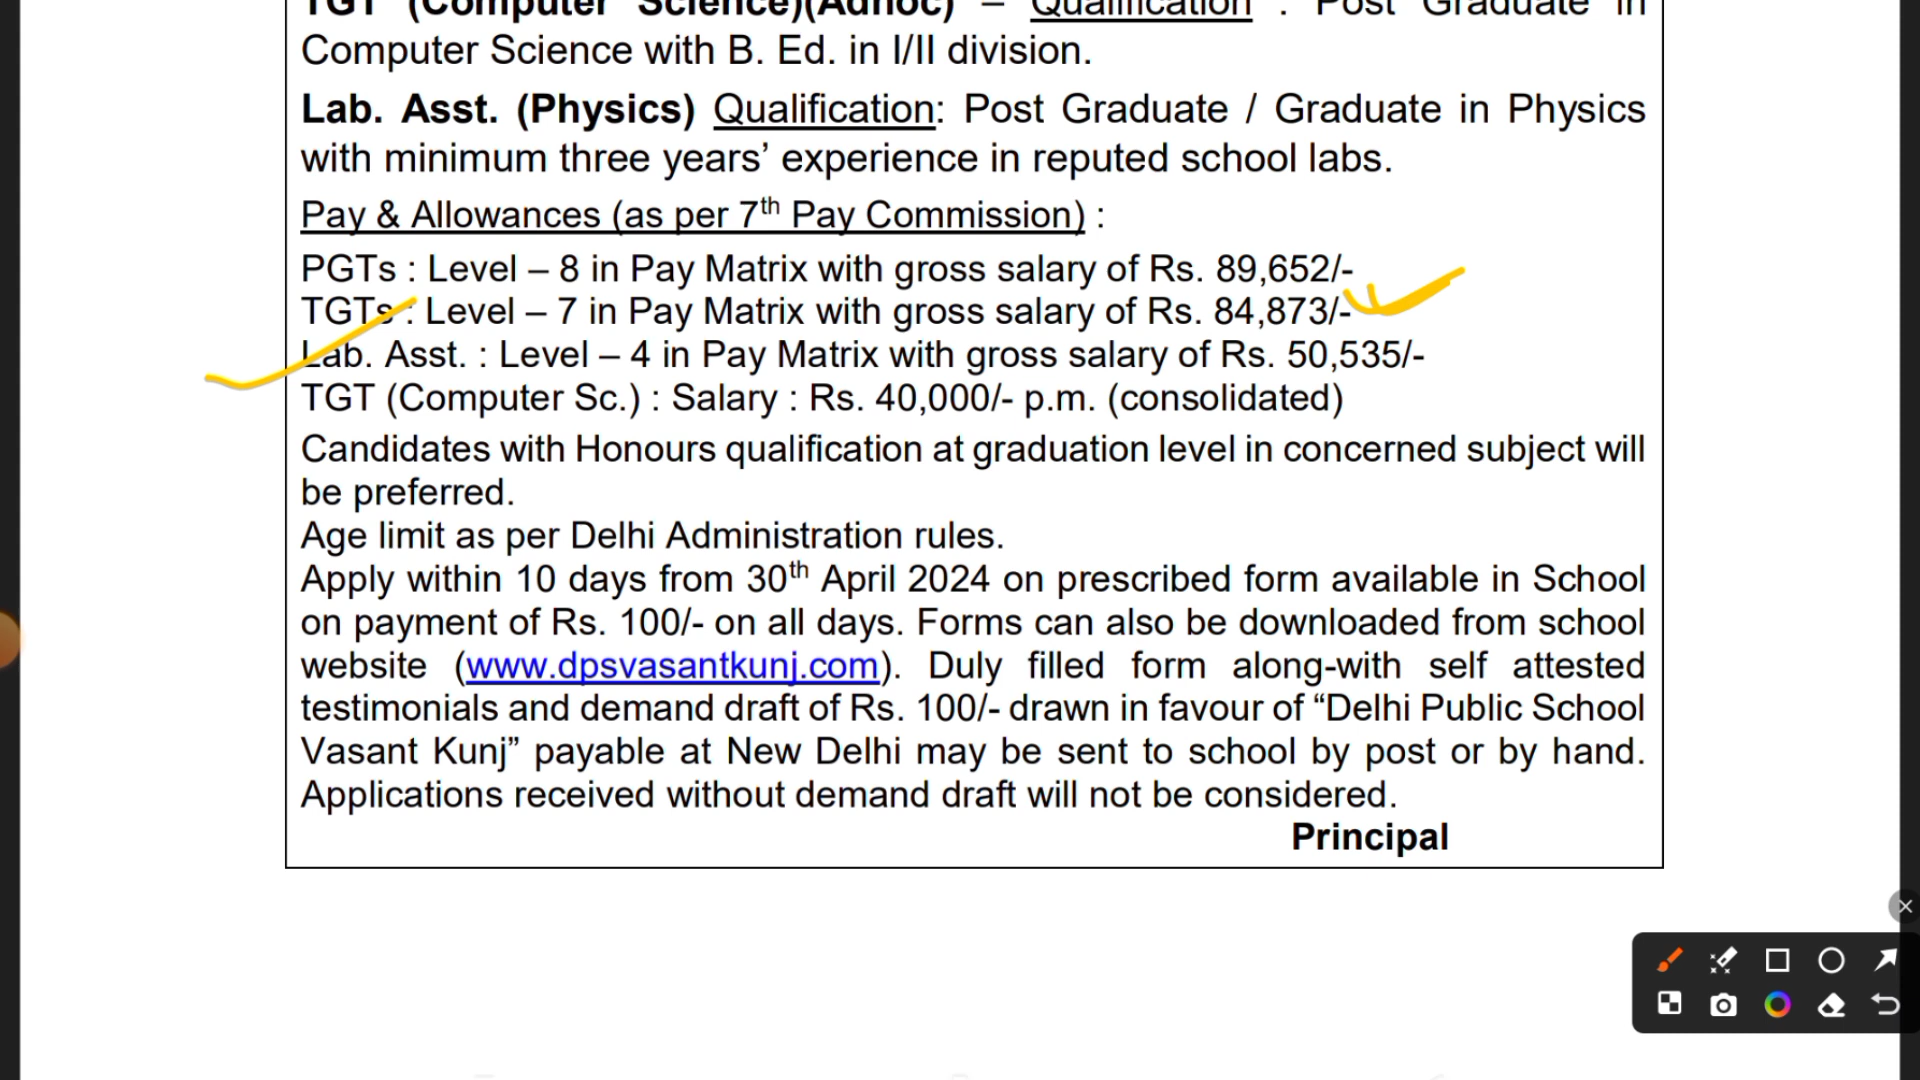 TGT (Computer Science)(Adhoc) – Qualification : Post Graduate in
Computer Science with B. Ed. in I/II division.
Lab. Asst. (Physics) Qualification: Post Graduate / Graduate in Physics
with minimum three years’ experience in reputed school labs.
Pay & Allowances (as per 7th Pay Commission) :
PGTs : Level – 8 in Pay Matrix with gross salary of Rs. 89,652/-
TGTs : Level – 7 in Pay Matrix with gross salary of Rs. 84,873/-
Lab. Asst. : Level – 4 in Pay Matrix with gross salary of Rs. 50,535/-
TGT (Computer Sc.) : Salary : Rs. 40,000/- p.m. (consolidated)
Candidates with Honours qualification at graduation level in concerned subject will
be preferred.
Age limit as per Delhi Administration rules.
Apply within 10 days from 30th April 2024 on prescribed form available in School
on payment of Rs. 100/- on all days. Forms can also be downloaded from school
website (www.dpsvasantkunj.com). Duly filled form along-with self attested
testimonials and demand draft of Rs. 100/- drawn in favour of “Delhi Public School
Vasant Kunj” payable at New Delhi may be sent to school by post or by hand.
Applications received without demand draft will not be considered.
Principal